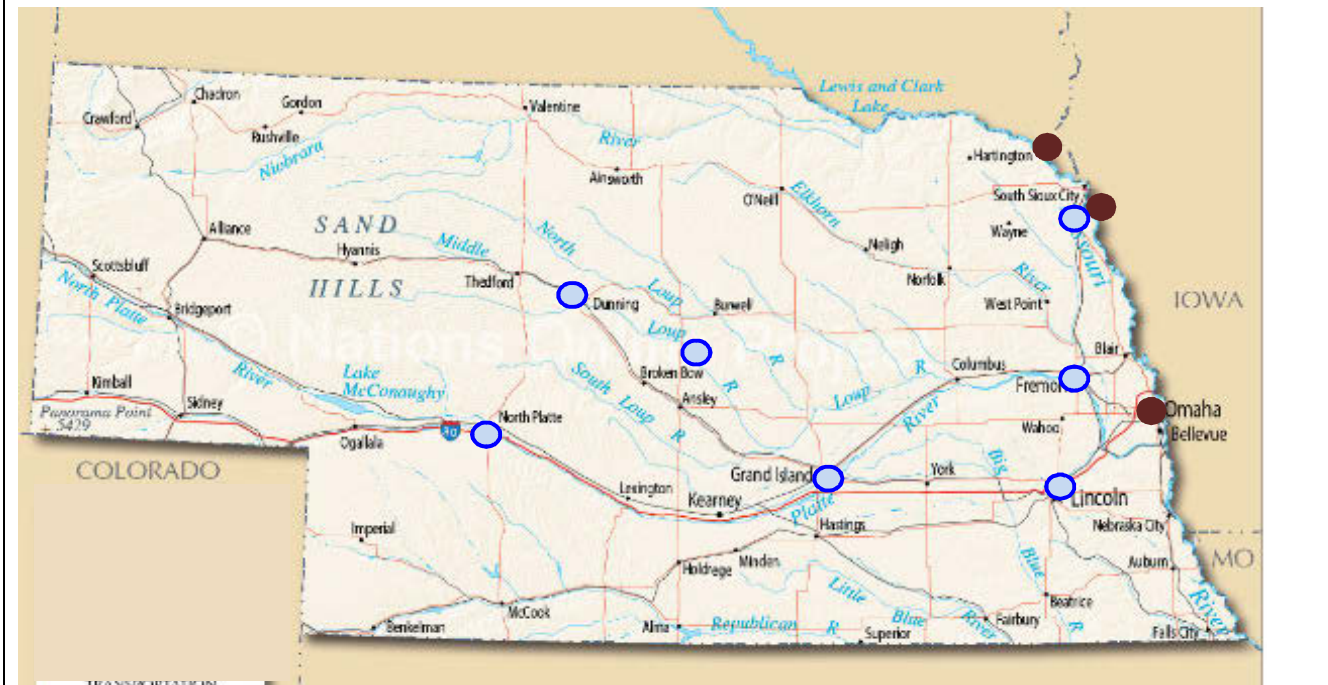 Lewis and Clark
Lake
Chadron
Gordon
Crawford
Rushville
Niobrara
Valentine
River
Ainsworth
Hartington
South Sioux City
O'Neill
Elkhorn
Wayne
SAND
HILLS
Alliance
Hyannis
Middle
North
Neligh
Norfolk
River
souri
IOWA
Scottsbluff
North Platte
Bridgeport
Thedford
Dunning
Loup
Burwell
West Point
Nations Online Project
Loup
R
R
River
Lake
McConaughy
South Loup R
Broken Bow
Ansley
Loup R
Columbus
Blair
Fremo
Kimball
Panorama Point
5429
Sidney
Ogallala
80
North Platte
River
Wahoo
Omaha
Bellevue
COLORADO
Lexington
Kearney
Grand Island
Platte
York
Big
Lincoln
Hastings
Nebraska City
Imperial
Holdrege
Minden
Little
Blue
River
Blue
R
Auburn
MO
Beatrice
McCook
Benkelman
Alma
Republican R
Superior
Fairbury
Falls City
River